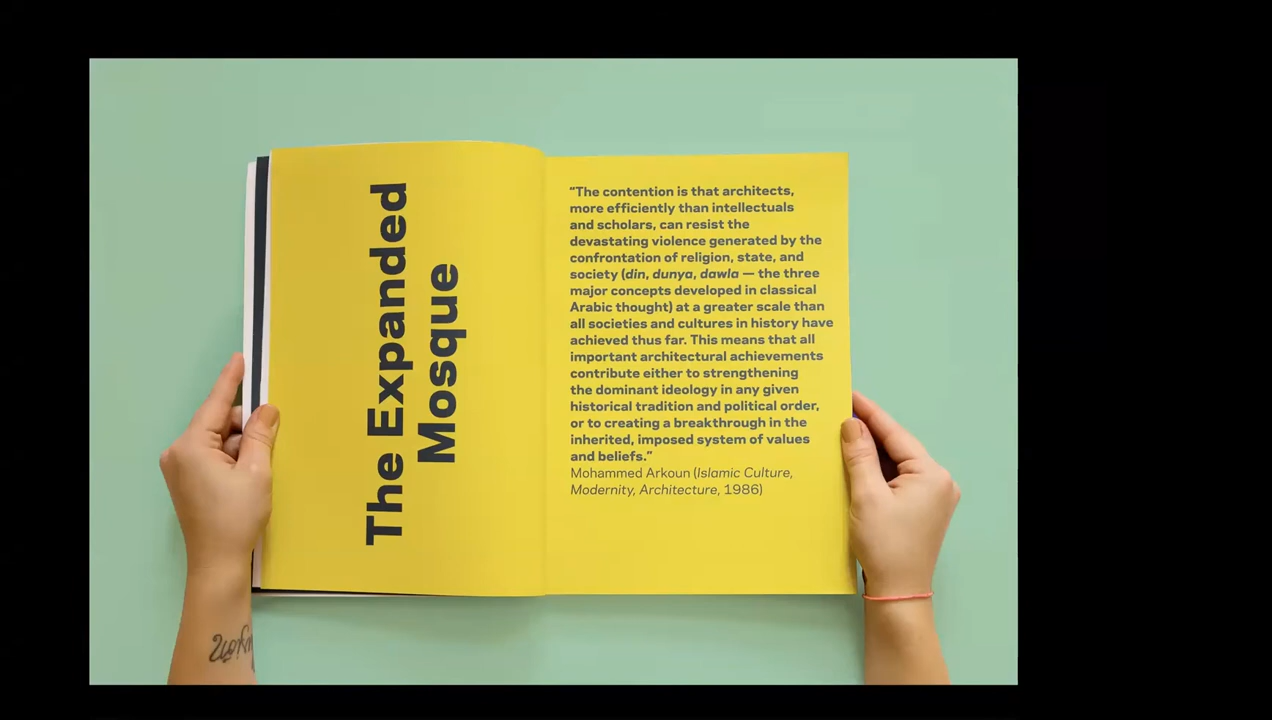 The Expanded
Mosque
“The contention is that architects,
more efficiently than intellectuals
and scholars, can resist the
devastating violence generated by the
confrontation of religion, state, and
society (din, dunya, dawla — the three
major concepts developed in classical
Arabic thought) at a greater scale than
all societies and cultures in history have
achieved thus far. This means that all
important architectural achievements
contribute either to strengthening
the dominant ideology in any given
historical tradition and political order,
or to creating a breakthrough in the
inherited, imposed system of values
and beliefs.”
Mohammed Arkoun (Islamic Culture,
Modernity, Architecture, 1986)